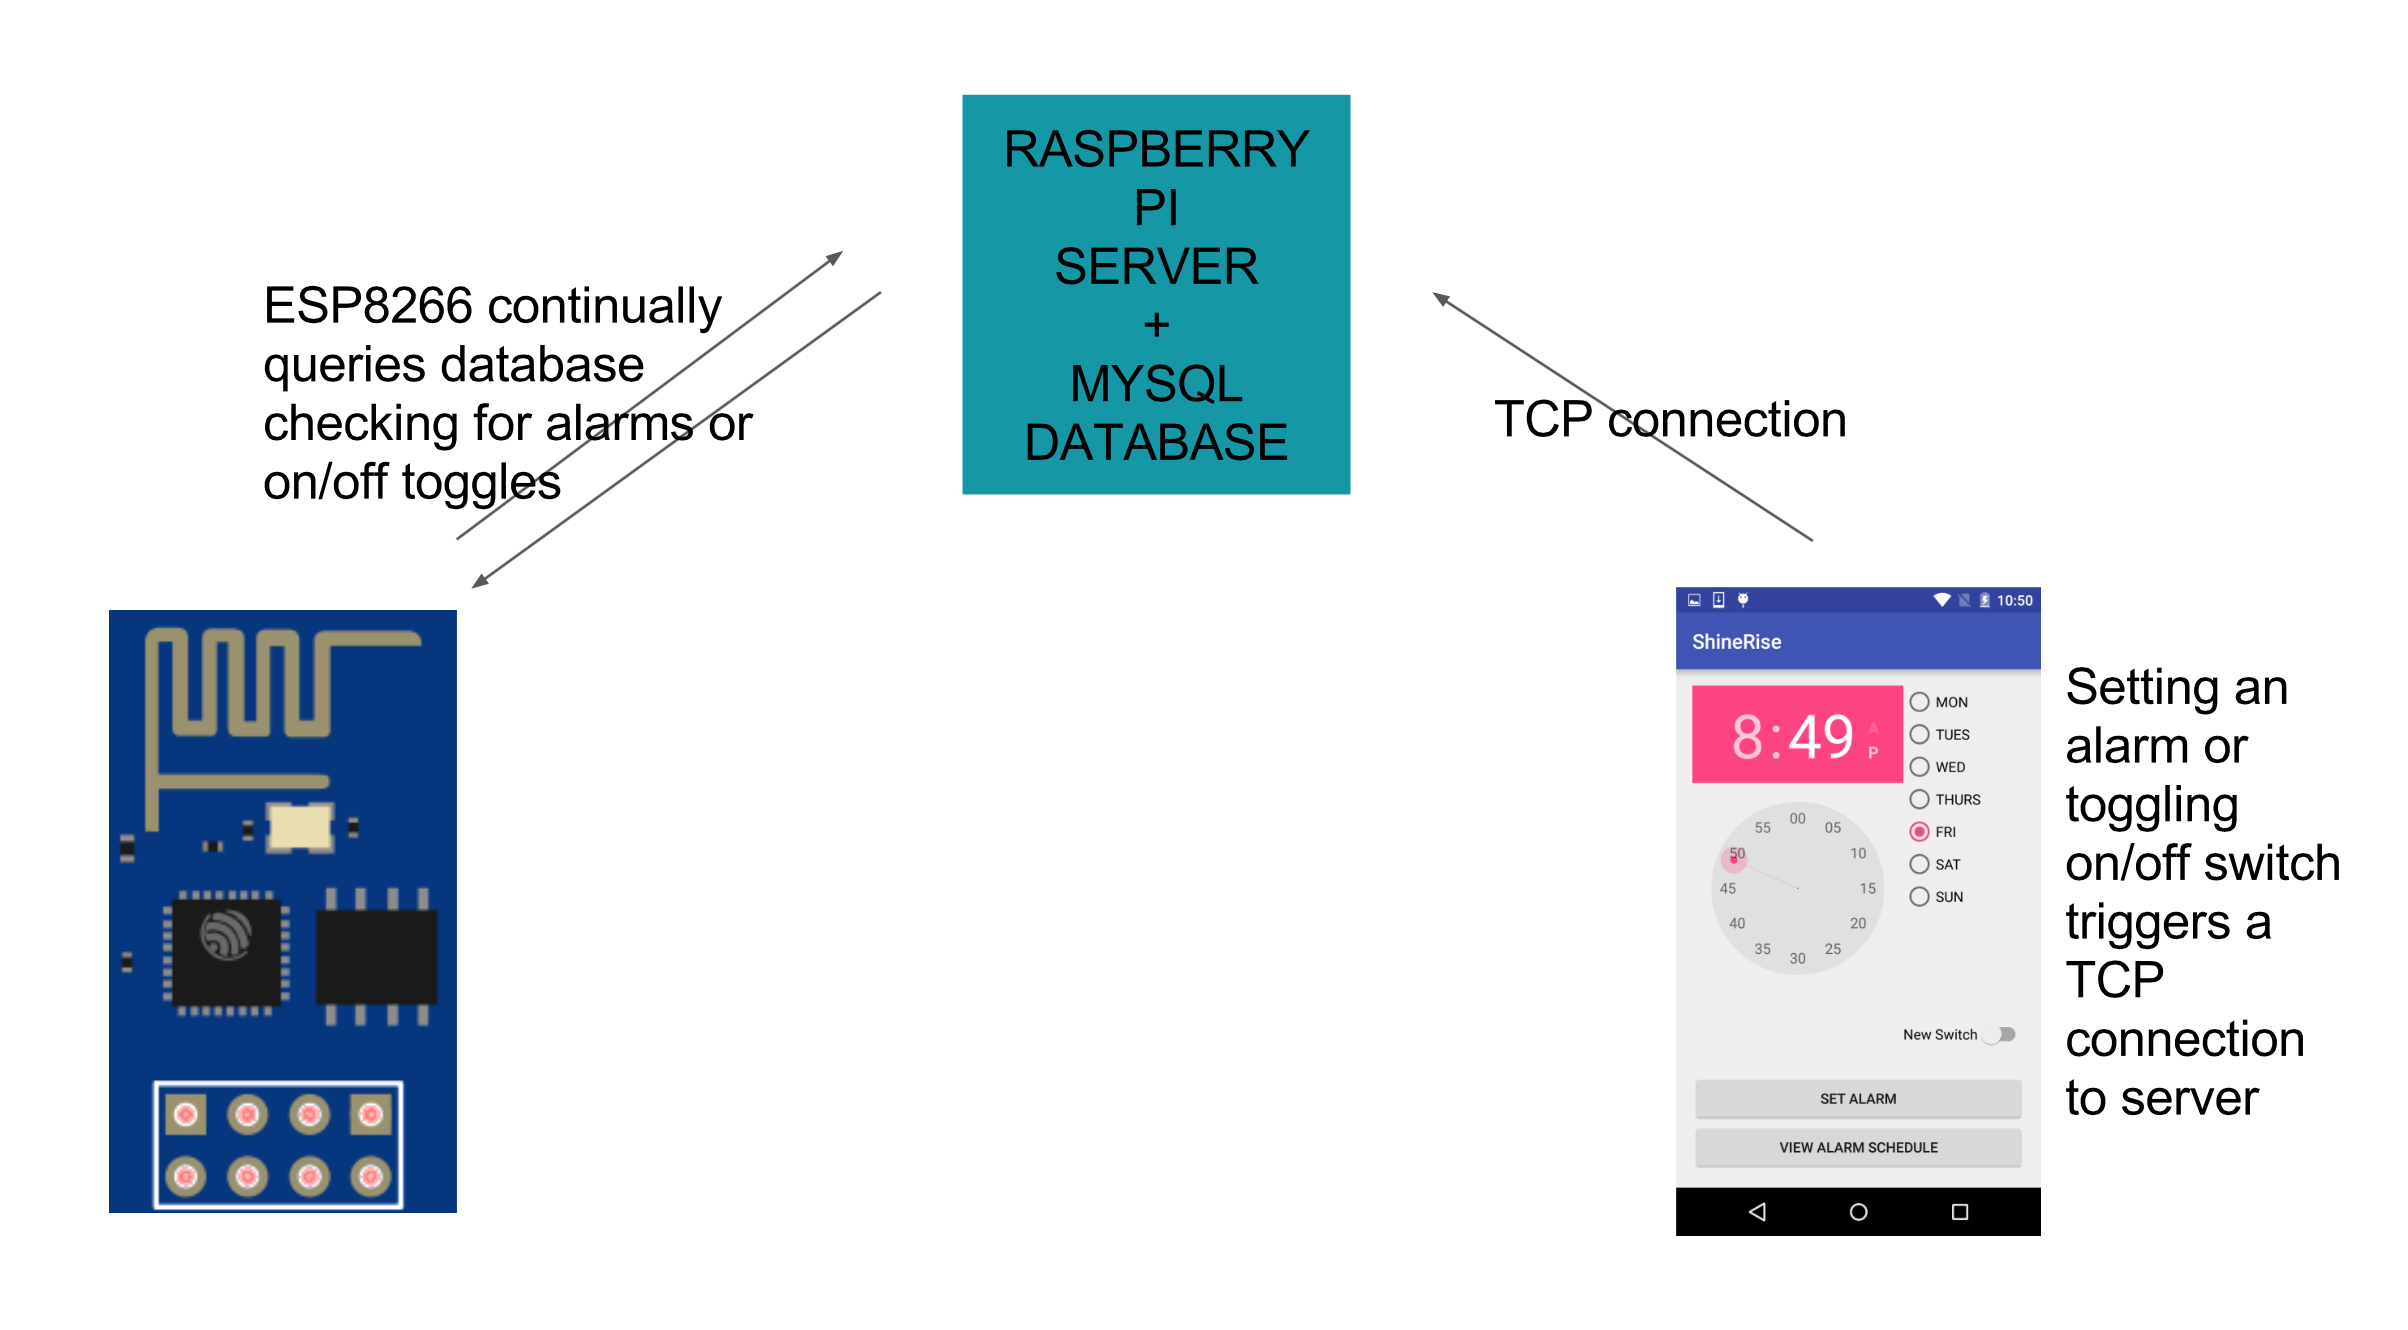 RASPBERRY
PI
SERVER
+
MYSQL
DATABASE
ESP8266 continually
queries database
checking for alarms or
on/off toggles
TCP connection
10:50
ShineRise
8:49
A
P
MON
TUES
WED
THURS
FRI
SAT
SUN
00
05
10
15
20
25
30
35
40
45
50
55
New Switch
SET ALARM
VIEW ALARM SCHEDULE
Setting an
alarm or
toggling
on/off switch
triggers a
TCP
connection
to server